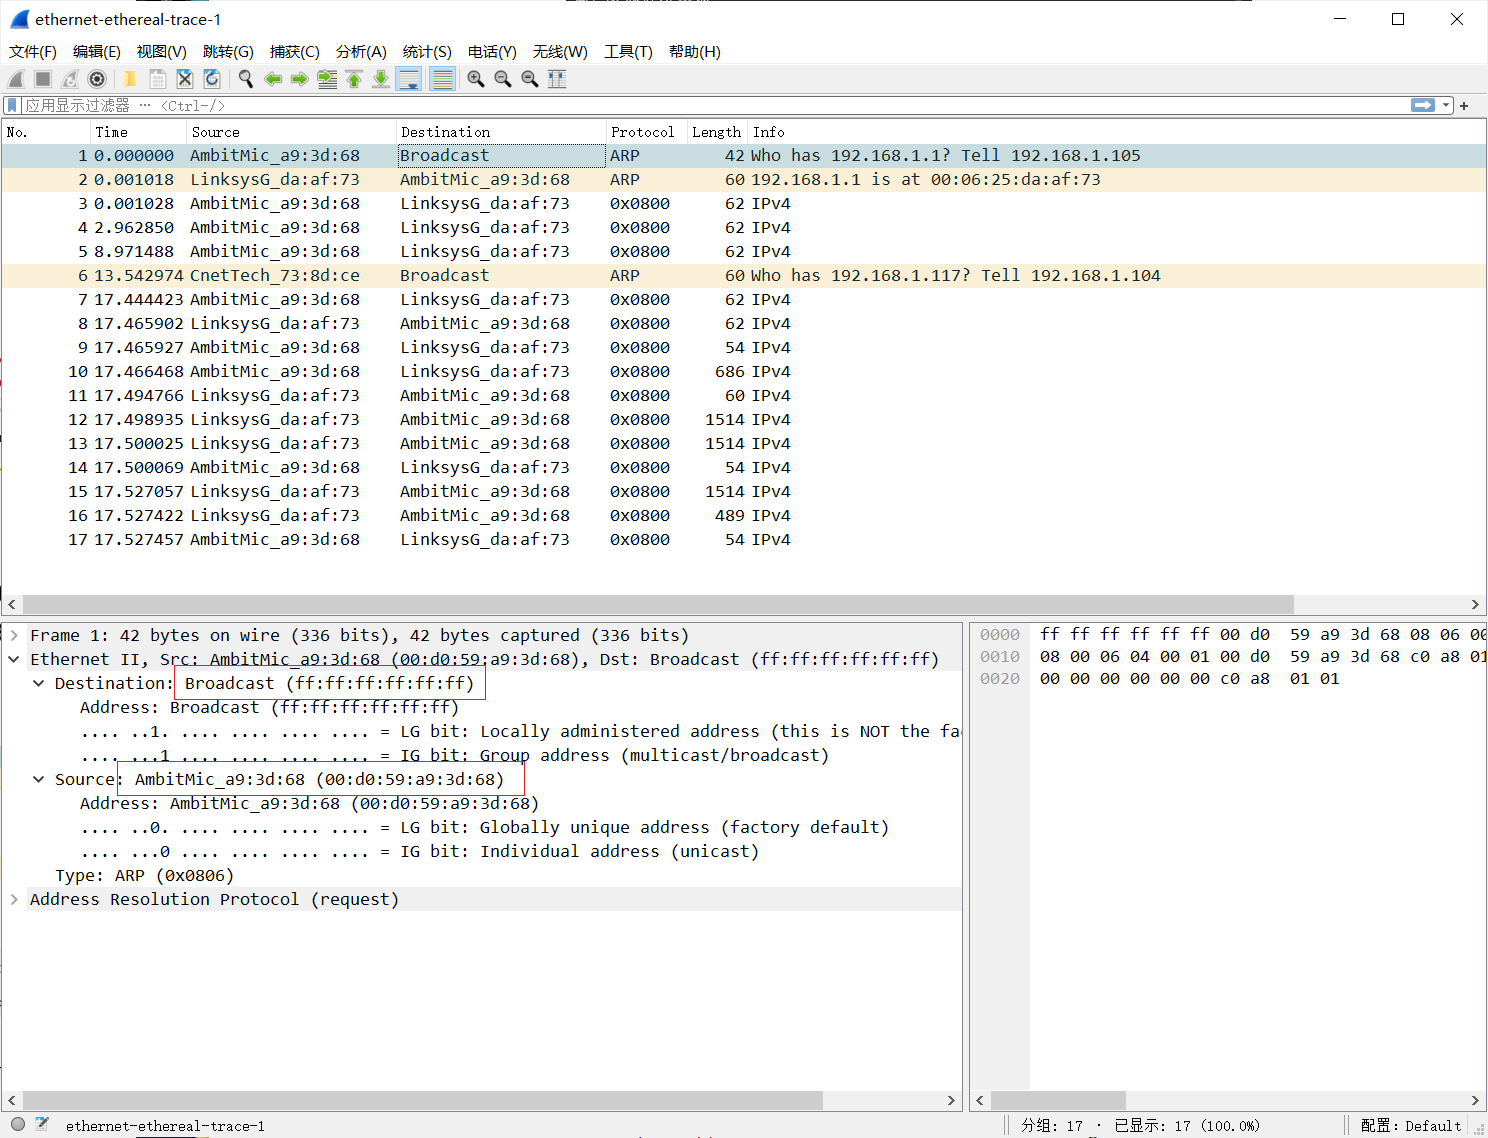 ethernet-ethereal-trace-1
文件(F) 编辑(E) 视图(V) 跳转(G) 捕获(C) 分析(A) 统计(S) 电话(Y) 无线(W) 工具(T) 帮助(H)
应用显示过滤器 … <Ctrl-/>
No. Time Source Destination Protocol Length Info
1 0.000000 AmbitMic_a9:3d:68 Broadcast ARP 42 Who has 192.168.1.1? Tell 192.168.1.105
2 0.001018 LinksysG_da:af:73 AmbitMic_a9:3d:68 ARP 60 192.168.1.1 is at 00:06:25:da:af:73
3 0.001028 AmbitMic_a9:3d:68 LinksysG_da:af:73 0x0800 62 IPv4
4 2.962850 AmbitMic_a9:3d:68 LinksysG_da:af:73 0x0800 62 IPv4
5 8.971488 AmbitMic_a9:3d:68 LinksysG_da:af:73 0x0800 62 IPv4
6 13.542974 CnetTech_73:8d:ce Broadcast ARP 60 Who has 192.168.1.117? Tell 192.168.1.104
7 17.444423 AmbitMic_a9:3d:68 LinksysG_da:af:73 0x0800 62 IPv4
8 17.465902 LinksysG_da:af:73 AmbitMic_a9:3d:68 0x0800 62 IPv4
9 17.465927 AmbitMic_a9:3d:68 LinksysG_da:af:73 0x0800 54 IPv4
10 17.466468 AmbitMic_a9:3d:68 LinksysG_da:af:73 0x0800 686 IPv4
11 17.494766 LinksysG_da:af:73 AmbitMic_a9:3d:68 0x0800 60 IPv4
12 17.498935 LinksysG_da:af:73 AmbitMic_a9:3d:68 0x0800 1514 IPv4
13 17.500025 LinksysG_da:af:73 AmbitMic_a9:3d:68 0x0800 1514 IPv4
14 17.500069 AmbitMic_a9:3d:68 LinksysG_da:af:73 0x0800 54 IPv4
15 17.527057 LinksysG_da:af:73 AmbitMic_a9:3d:68 0x0800 1514 IPv4
16 17.527422 LinksysG_da:af:73 AmbitMic_a9:3d:68 0x0800 489 IPv4
17 17.527457 AmbitMic_a9:3d:68 LinksysG_da:af:73 0x0800 54 IPv4
Frame 1: 42 bytes on wire (336 bits), 42 bytes captured (336 bits)
Ethernet II, Src: AmbitMic_a9:3d:68 (00:d0:59:a9:3d:68), Dst: Broadcast (ff:ff:ff:ff:ff:ff)
Destination: Broadcast (ff:ff:ff:ff:ff:ff)
Address: Broadcast (ff:ff:ff:ff:ff:ff)
.... ..1. .... .... .... .... = LG bit: Locally administered address (this is NOT the fa
.... ...1 .... .... .... .... = IG bit: Group address (multicast/broadcast)
Source: AmbitMic_a9:3d:68 (00:d0:59:a9:3d:68)
Address: AmbitMic_a9:3d:68 (00:d0:59:a9:3d:68)
.... ..0. .... .... .... .... = LG bit: Globally unique address (factory default)
.... ...0 .... .... .... .... = IG bit: Individual address (unicast)
Type: ARP (0x0806)
Address Resolution Protocol (request)
0000 ff ff ff ff ff ff 00 d0 59 a9 3d 68 08 06 00
0010 08 00 06 04 00 01 00 d0 59 a9 3d 68 c0 a8 01
0020 00 00 00 00 00 00 c0 a8 01 01
ethernet-ethereal-trace-1 分组: 17 · 已显示: 17 (100.0%) 配置: Default